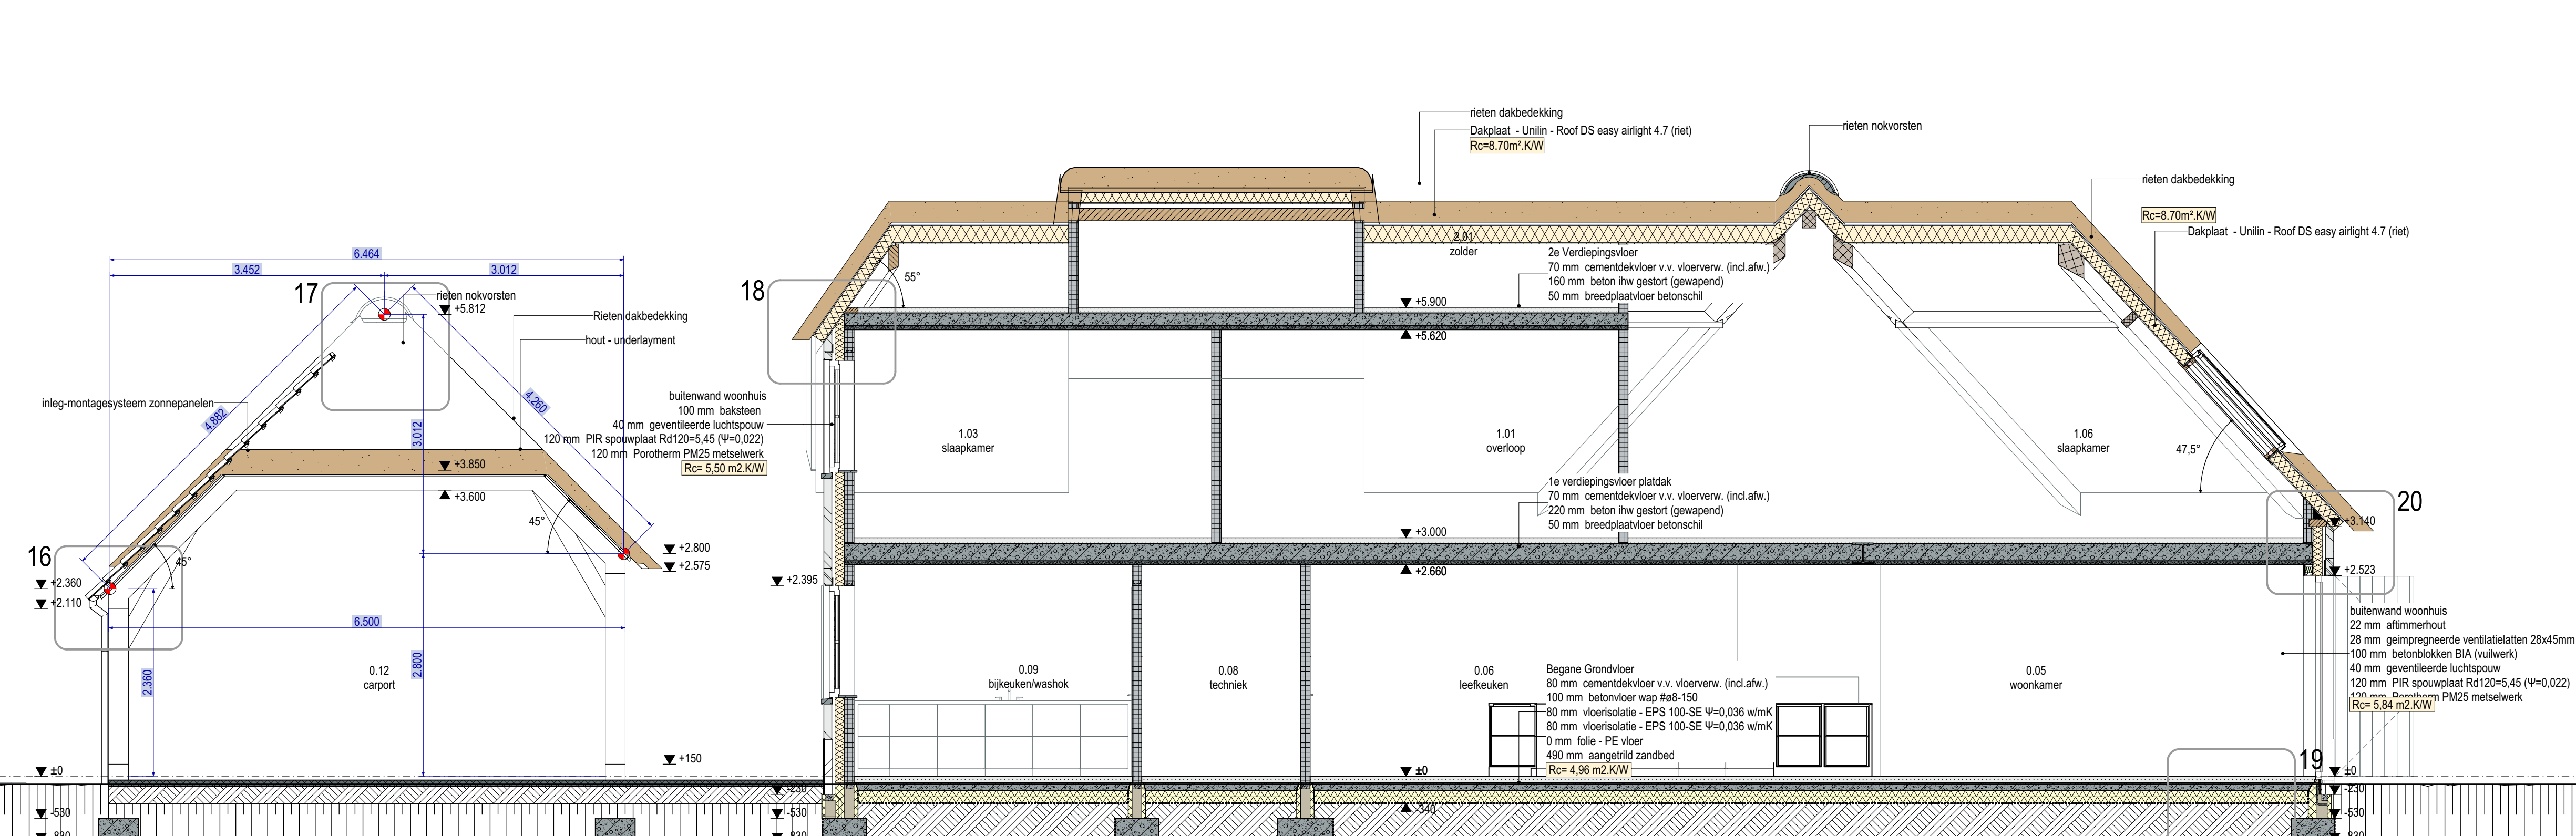 rieten dakbedekking
Dakplaat - Unilin - Roof DS easy airlight 4.7 (riet)
Rc=8.70m².K/W
rieten nokvorsten
rieten dakbedekking
Rc=8.70m².K/W
Dakplaat - Unilin - Roof DS easy airlight 4.7 (riet)
6.464
3.452
3.012
17
rieten nokvorsten
+5.812
Rieten dakbedekking
hout - underlayment
inleg-montagesysteem zonnepanelen
4.882
4.260
3.012
+3.850
+3.600
45°
45°
16
+2.360
+2.110
+2.800
+2.575
6.500
2.360
2.800
0.12
carport
+150
±0
-530
-830
18
55°
buitenwand woonhuis
100 mm baksteen
40 mm geventileerde luchtspouw
120 mm PIR spouwplaat Rd120=5,45 (Ψ=0,022)
120 mm Porotherm PM25 metselwerk
Rc= 5,50 m2.K/W
+2.395
-230
-530
-830
2.01
zolder
2e Verdiepingsvloer
70 mm cementdekvloer v.v. vloerverw. (incl.afw.)
160 mm beton ihw gestort (gewapend)
50 mm breedplaatvloer betonschil
+5.900
+5.620
1.03
slaapkamer
1.01
overloop
1.06
slaapkamer
47,5°
1e verdiepingsvloer platdak
70 mm cementdekvloer v.v. vloerverw. (incl.afw.)
220 mm beton ihw gestort (gewapend)
50 mm breedplaatvloer betonschil
+3.000
+2.660
20
+3.140
+2.523
0.09
bijkeuken/washok
0.08
techniek
0.06
leefkeuken
0.05
woonkamer
Begane Grondvloer
80 mm cementdekvloer v.v. vloerverw. (incl.afw.)
100 mm betonvloer wap #ø8-150
80 mm vloerisolatie - EPS 100-SE Ψ=0,036 w/mK
80 mm vloerisolatie - EPS 100-SE Ψ=0,036 w/mK
0 mm folie - PE vloer
490 mm aangetrild zandbed
Rc= 4,96 m2.K/W
±0
-340
buitenwand woonhuis
22 mm aftimmerhout
28 mm geimpregneerde ventilatielatten 28x45mm
100 mm betonblokken BIA (vuilwerk)
40 mm geventileerde luchtspouw
120 mm PIR spouwplaat Rd120=5,45 (Ψ=0,022)
120 mm Porotherm PM25 metselwerk
Rc= 5,84 m2.K/W
19
±0
-230
-530
-830